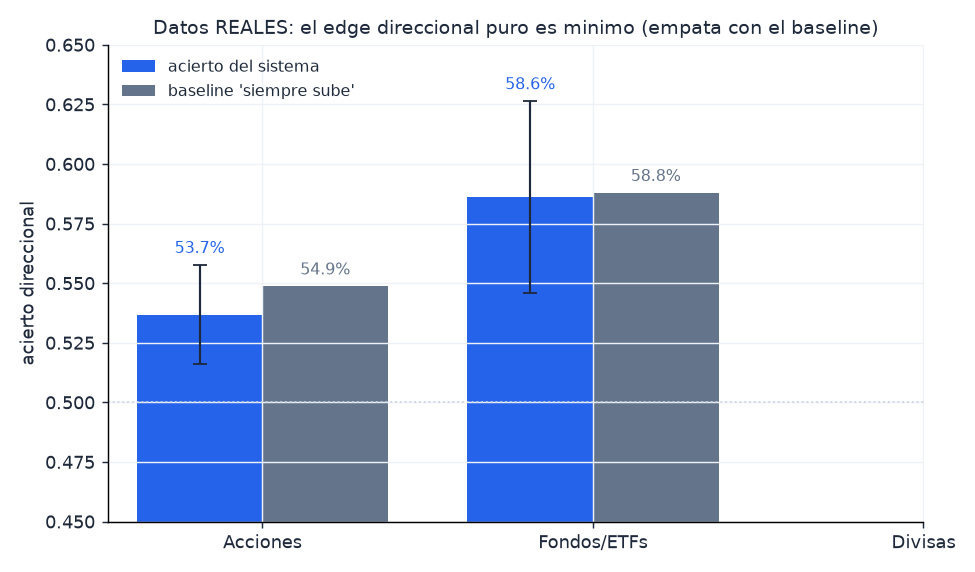 Datos REALES: el edge direccional puro es minimo (empata con el baseline)
acierto del sistema
baseline 'siempre sube'
acierto direccional
0.650
0.625
0.600
0.575
0.550
0.525
0.500
0.475
0.450
53.7%
54.9%
58.6%
58.8%
Acciones
Fondos/ETFs
Divisas